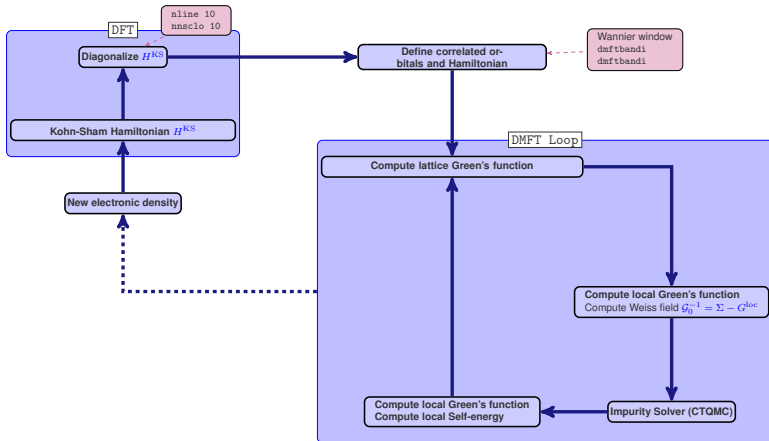 nline 10
nnsclo 10
DFT
Diagonalize H^KS
Define correlated or-
bitals and Hamiltonian
Wannier window
dmftbandi
dmftbandi
Kohn-Sham Hamiltonian H^KS
DMFT Loop
Compute lattice Green's function
New electronic density
Compute local Green's function
Compute Weiss field 𝒢₀⁻¹ = Σ − G^loc
Compute local Green's function
Compute local Self-energy
Impurity Solver (CTQMC)